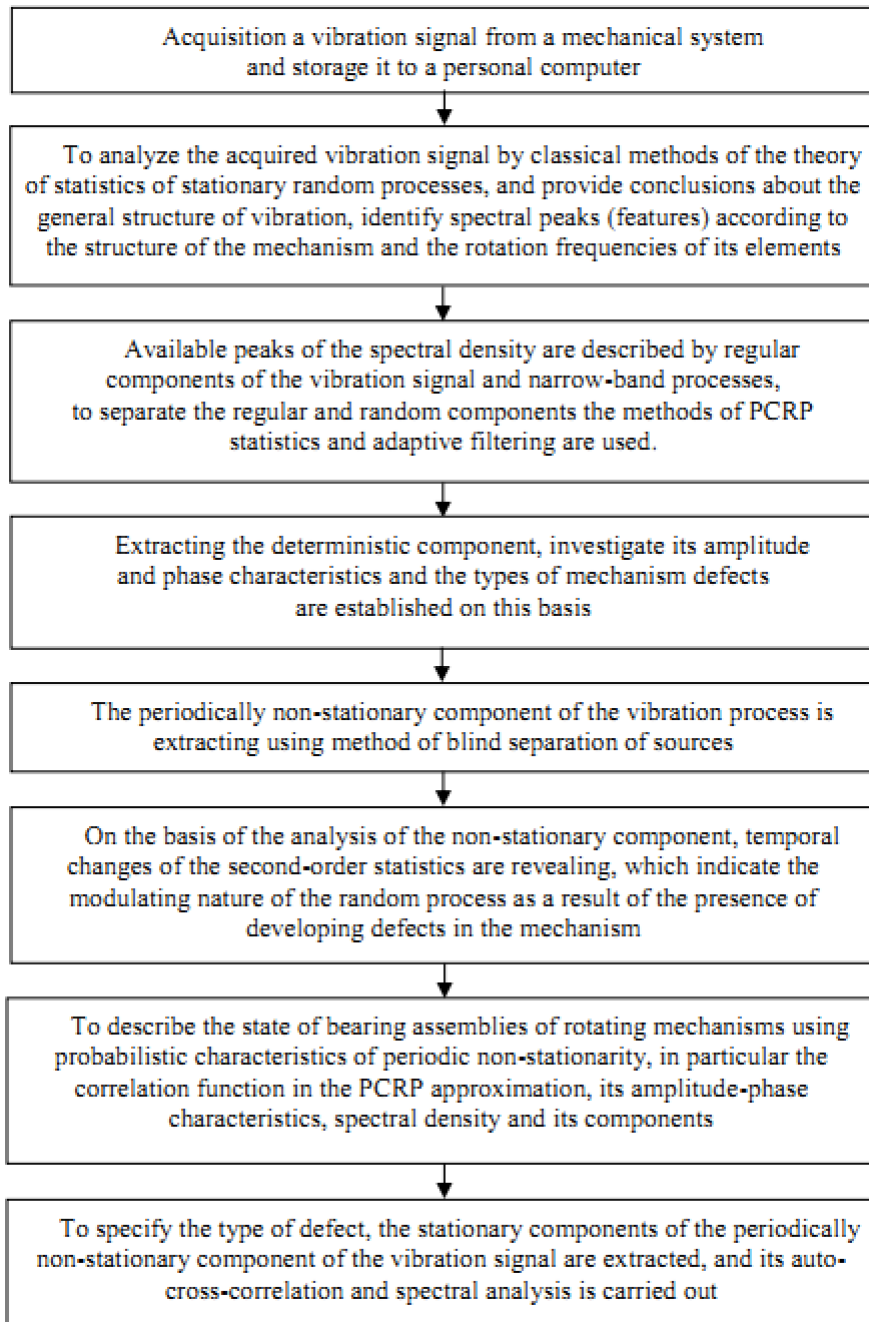 Acquisition a vibration signal from a mechanical system
and storage it to a personal computer
To analyze the acquired vibration signal by classical methods of the theory
of statistics of stationary random processes, and provide conclusions about the
general structure of vibration, identify spectral peaks (features) according to
the structure of the mechanism and the rotation frequencies of its elements
Available peaks of the spectral density are described by regular
components of the vibration signal and narrow-band processes,
to separate the regular and random components the methods of PCRP
statistics and adaptive filtering are used.
Extracting the deterministic component, investigate its amplitude
and phase characteristics and the types of mechanism defects
are established on this basis
The periodically non-stationary component of the vibration process is
extracting using method of blind separation of sources
On the basis of the analysis of the non-stationary component, temporal
changes of the second-order statistics are revealing, which indicate the
modulating nature of the random process as a result of the presence of
developing defects in the mechanism
To describe the state of bearing assemblies of rotating mechanisms using
probabilistic characteristics of periodic non-stationarity, in particular the
correlation function in the PCRP approximation, its amplitude-phase
characteristics, spectral density and its components
To specify the type of defect, the stationary components of the periodically
non-stationary component of the vibration signal are extracted, and its auto-
cross-correlation and spectral analysis is carried out